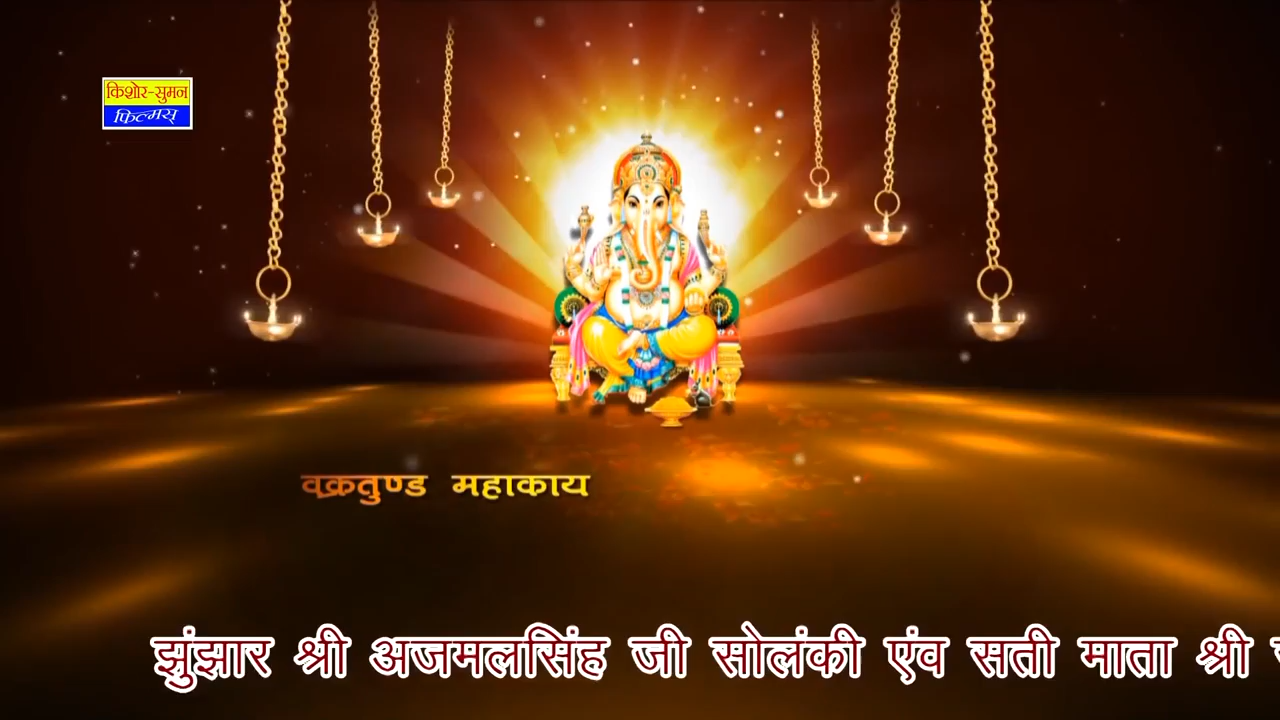 किशोर-सुमन
फिल्मस्
वक्रतुण्ड महाकाय
झुंझार श्री अजमलसिंह जी सोलंकी एंव सती माता श्री